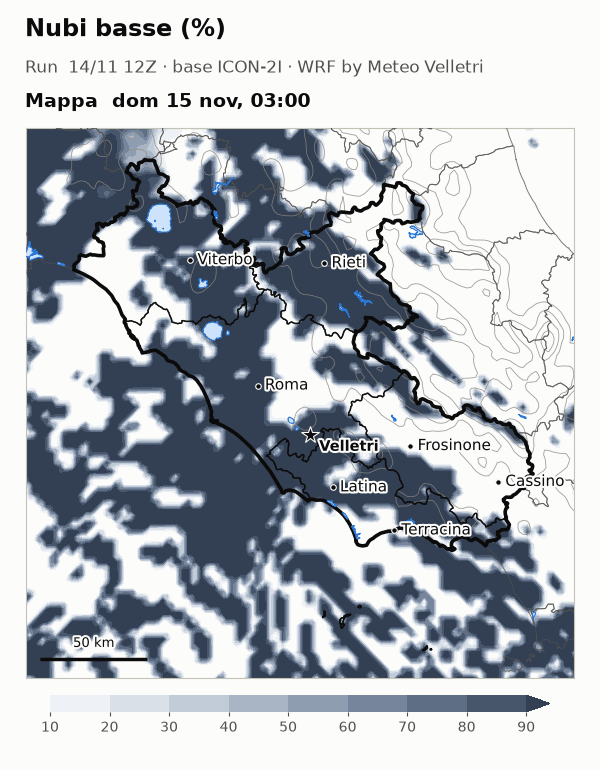 Nubi basse (%)
Run 14/11 12Z · base ICON-2I · WRF by Meteo Velletri
Mappa dom 15 nov, 03:00
Viterbo
Rieti
Roma
Velletri
Frosinone
Cassino
Latina
Terracina
50 km
10 20 30 40 50 60 70 80 90